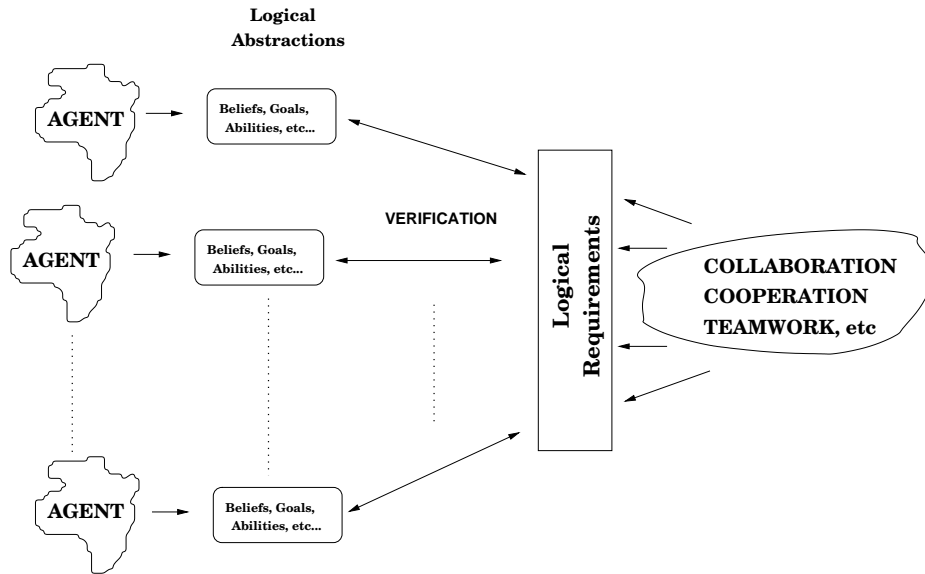 Logical
Abstractions
AGENT
Beliefs, Goals,
Abilities, etc...
VERIFICATION
AGENT
Beliefs, Goals,
Abilities, etc...
Logical
Requirements
COLLABORATION
COOPERATION
TEAMWORK, etc
AGENT
Beliefs, Goals,
Abilities, etc...